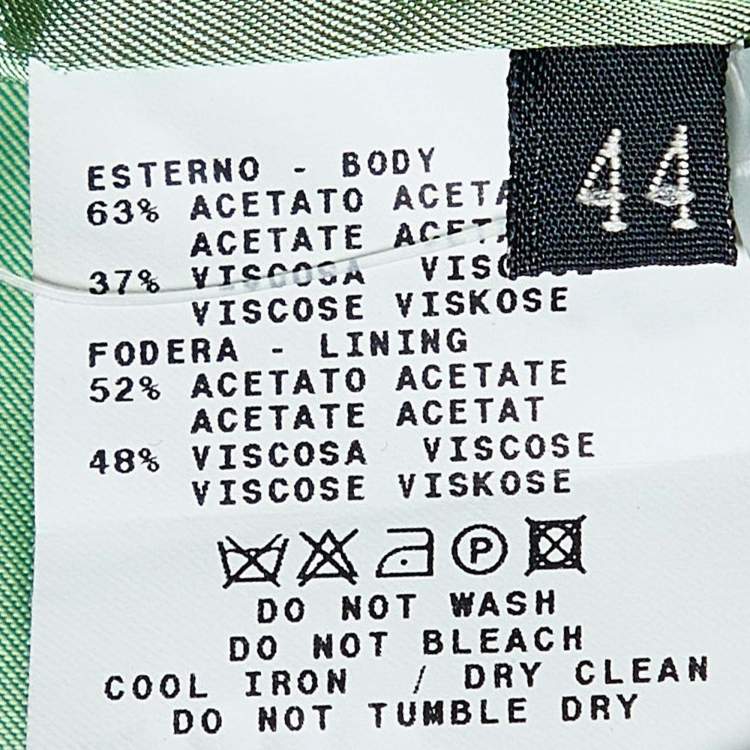 44
ESTERNO - BODY
63% ACETATO
ACETATE
37% VISCOSA
VISCOSE VISKOSE
FODERA - LINING
52% ACETATO ACETATE
ACETATE ACETAT
48% VISCOSA VISCOSE
VISCOSE VISKOSE
P
DO NOT WASH
DO NOT BLEACH
COOL IRON / DRY CLEAN
DO NOT TUMBLE DRY